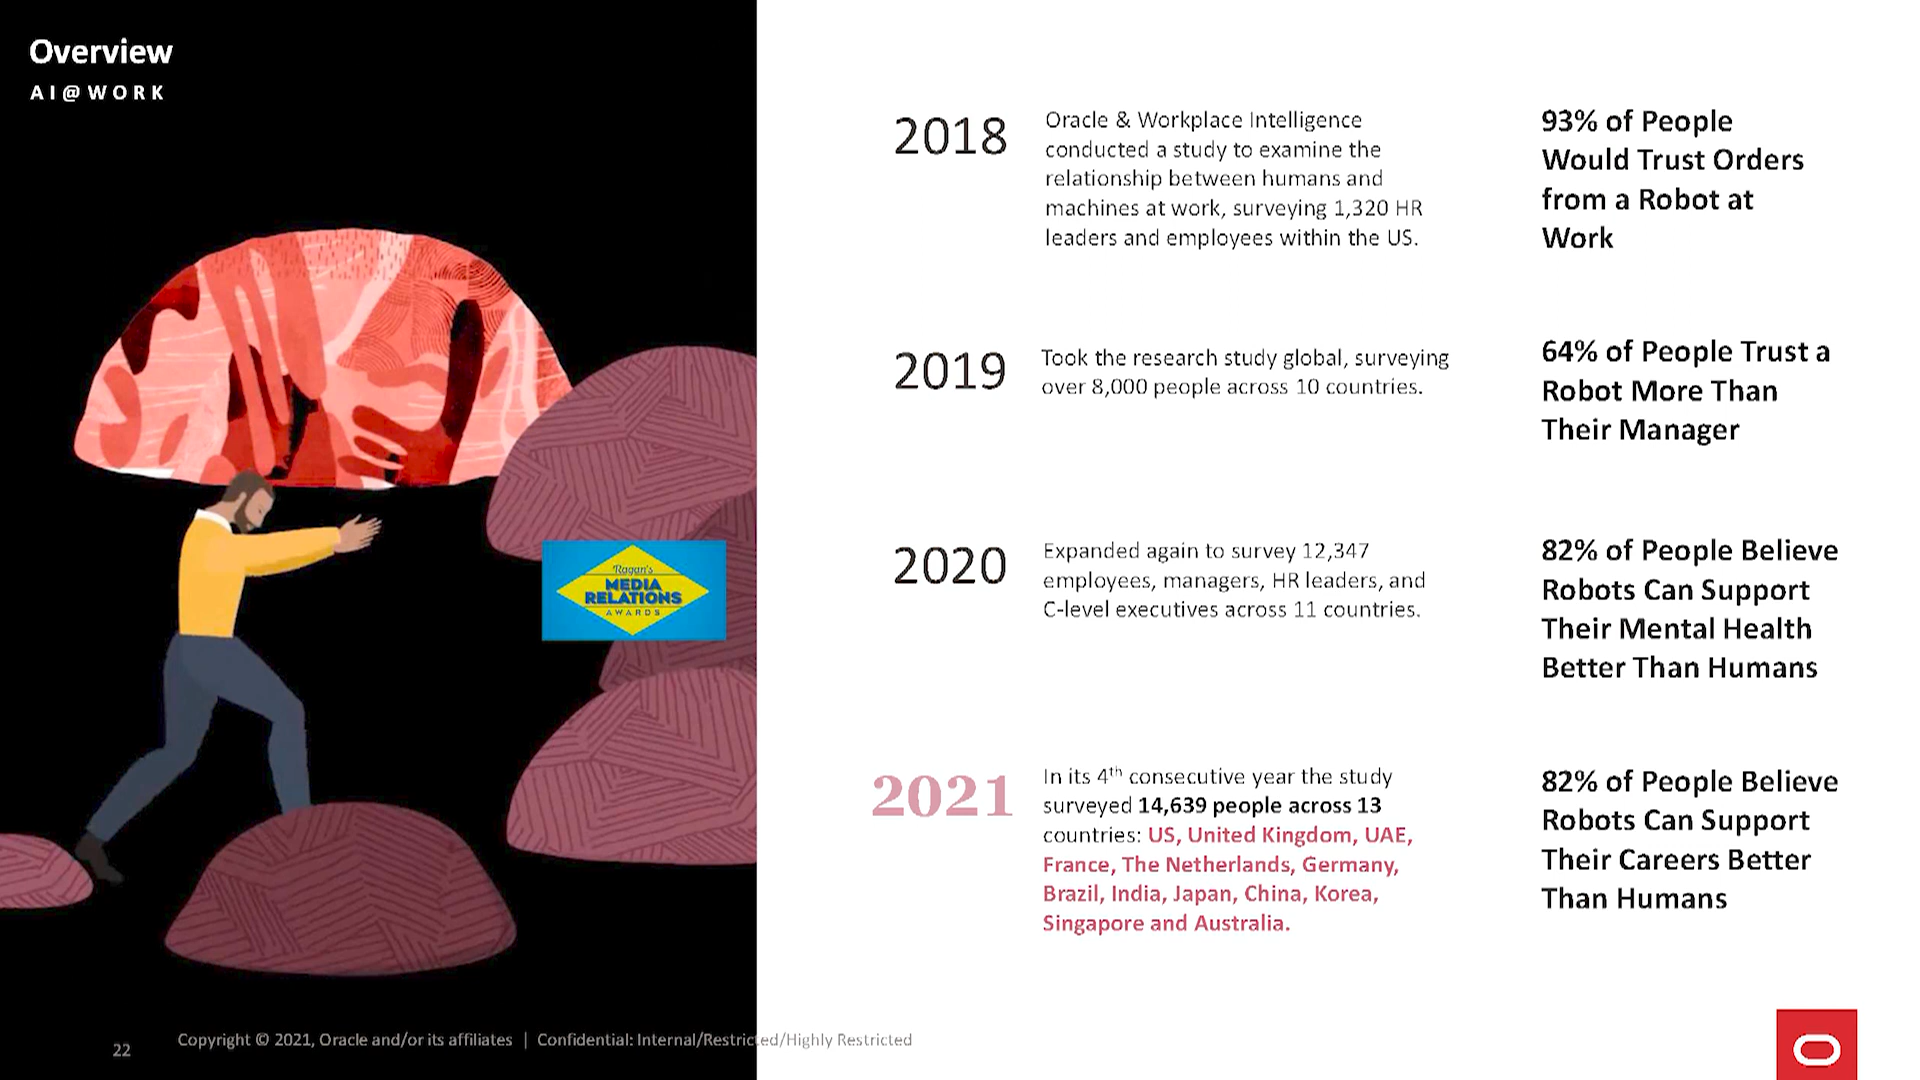 Overview
AI@WORK
2018
Oracle & Workplace Intelligence
conducted a study to examine the
relationship between humans and
machines at work, surveying 1,320 HR
leaders and employees within the US.
93% of People
Would Trust Orders
from a Robot at
Work
2019
Took the research study global, surveying
over 8,000 people across 10 countries.
64% of People Trust a
Robot More Than
Their Manager
2020
Expanded again to survey 12,347
employees, managers, HR leaders, and
C-level executives across 11 countries.
82% of People Believe
Robots Can Support
Their Mental Health
Better Than Humans
Ragan's
MEDIA
RELATIONS
AWARDS
2021
In its 4th consecutive year the study
surveyed 14,639 people across 13
countries: US, United Kingdom, UAE,
France, The Netherlands, Germany,
Brazil, India, Japan, China, Korea,
Singapore and Australia.
82% of People Believe
Robots Can Support
Their Careers Better
Than Humans
22
Copyright © 2021, Oracle and/or its affiliates | Confidential: Internal/Restricted/Highly Restricted